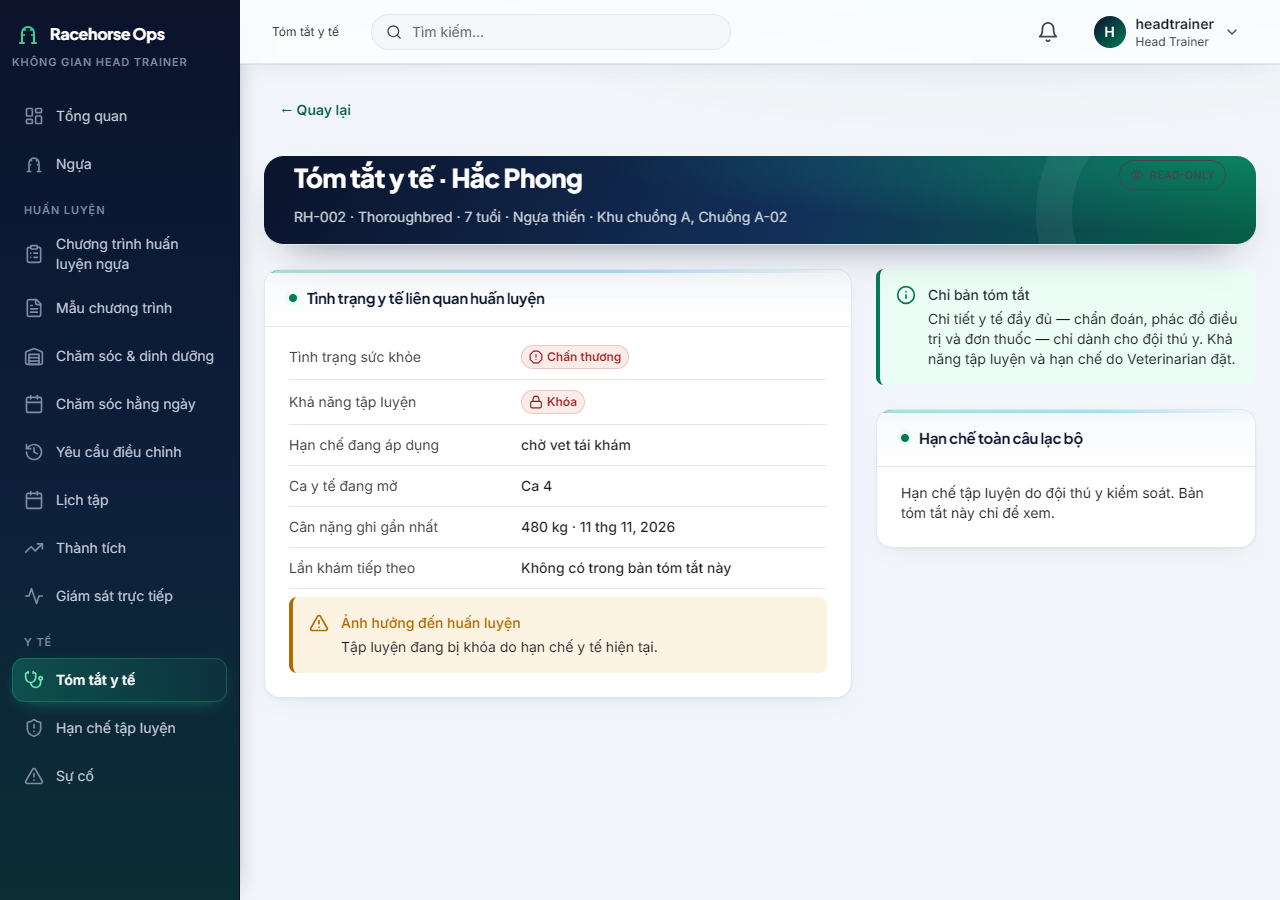 Racehorse Ops
KHÔNG GIAN HEAD TRAINER
Tổng quan
Ngựa
HUẤN LUYỆN
Chương trình huấn
luyện ngựa
Mẫu chương trình
Chăm sóc & dinh dưỡng
Chăm sóc hằng ngày
Yêu cầu điều chỉnh
Lịch tập
Thành tích
Giám sát trực tiếp
Y TẾ
Tóm tắt y tế
Hạn chế tập luyện
Sự cố
Tóm tắt y tế
Tìm kiếm...
H
headtrainer
Head Trainer
← Quay lại
Tóm tắt y tế · Hắc Phong
READ-ONLY
RH-002 · Thoroughbred · 7 tuổi · Ngựa thiến · Khu chuồng A, Chuồng A-02
Tình trạng y tế liên quan huấn luyện
Tình trạng sức khỏe
Chấn thương
Khả năng tập luyện
Khóa
Hạn chế đang áp dụng
chờ vet tái khám
Ca y tế đang mở
Ca 4
Cân nặng ghi gần nhất
480 kg · 11 thg 11, 2026
Lần khám tiếp theo
Không có trong bản tóm tắt này
Ảnh hưởng đến huấn luyện
Tập luyện đang bị khóa do hạn chế y tế hiện tại.
Chỉ bản tóm tắt
Chi tiết y tế đầy đủ — chẩn đoán, phác đồ điều
trị và đơn thuốc — chỉ dành cho đội thú y. Khả
năng tập luyện và hạn chế do Veterinarian đặt.
Hạn chế toàn câu lạc bộ
Hạn chế tập luyện do đội thú y kiểm soát. Bản
tóm tắt này chỉ để xem.